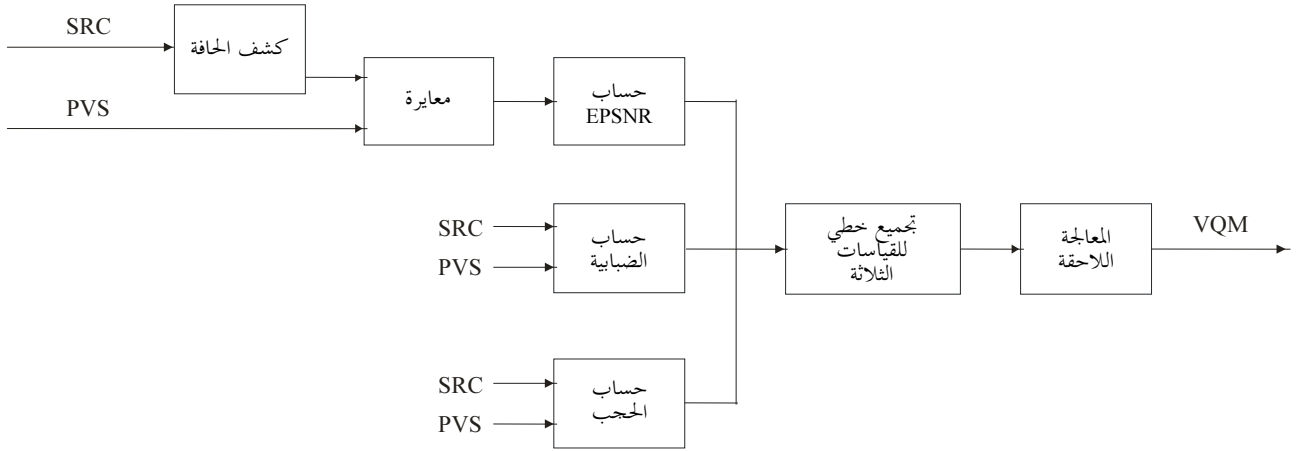 SRC
كشف الحافة
PVS
معايرة
حساب
EPSNR
SRC
PVS
حساب
الضبابية
تجميع خطي
للقياسات
الثلاثة
المعالجة
اللاحقة
VQM
SRC
PVS
حساب
الحجب